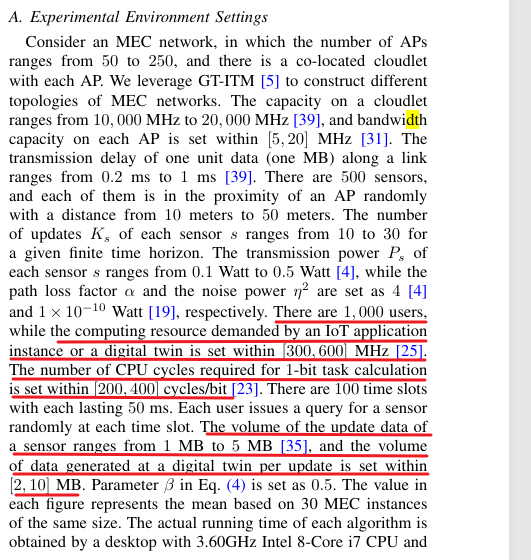 A. Experimental Environment Settings
Consider an MEC network, in which the number of APs
ranges from 50 to 250, and there is a co-located cloudlet
with each AP. We leverage GT-ITM [5] to construct different
topologies of MEC networks. The capacity on a cloudlet
ranges from 10, 000 MHz to 20, 000 MHz [39], and bandwidth
capacity on each AP is set within [5, 20] MHz [31]. The
transmission delay of one unit data (one MB) along a link
ranges from 0.2 ms to 1 ms [39]. There are 500 sensors,
and each of them is in the proximity of an AP randomly
with a distance from 10 meters to 50 meters. The number
of updates Kₛ of each sensor s ranges from 10 to 30 for
a given finite time horizon. The transmission power Pₛ of
each sensor s ranges from 0.1 Watt to 0.5 Watt [4], while the
path loss factor α and the noise power η² are set as 4 [4]
and 1 × 10⁻¹⁰ Watt [19], respectively. There are 1, 000 users,
while the computing resource demanded by an IoT application
instance or a digital twin is set within [300, 600] MHz [25].
The number of CPU cycles required for 1-bit task calculation
is set within [200, 400] cycles/bit [23]. There are 100 time slots
with each lasting 50 ms. Each user issues a query for a sensor
randomly at each time slot. The volume of the update data of
a sensor ranges from 1 MB to 5 MB [35], and the volume
of data generated at a digital twin per update is set within
[2, 10] MB. Parameter β in Eq. (4) is set as 0.5. The value in
each figure represents the mean based on 30 MEC instances
of the same size. The actual running time of each algorithm is
obtained by a desktop with 3.60GHz Intel 8-Core i7 CPU and